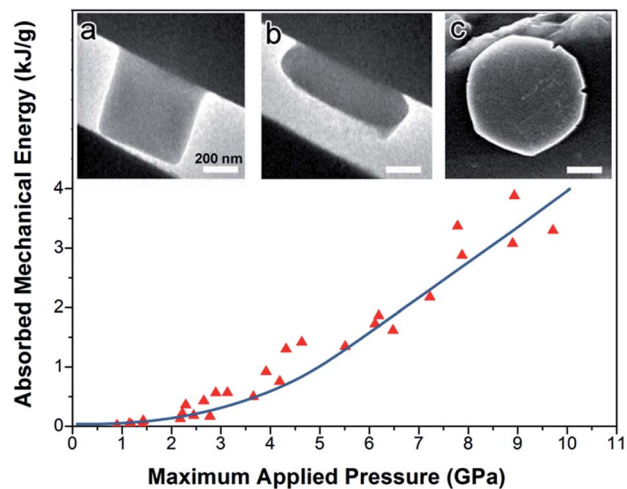 a
b
c
200 nm
Absorbed Mechanical Energy (kJ/g)
4
3
2
1
0
0 1 2 3 4 5 6 7 8 9 10 11
Maximum Applied Pressure (GPa)